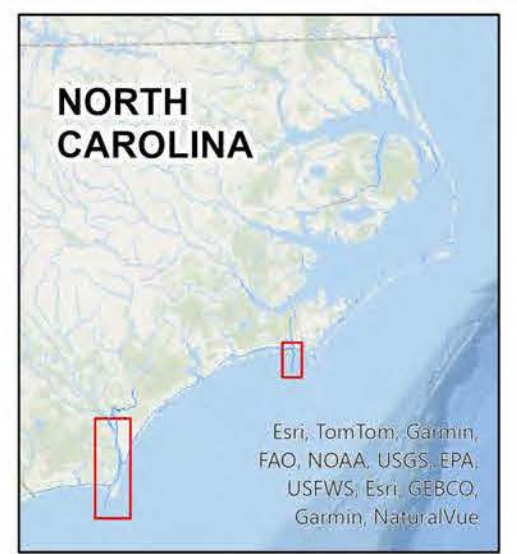 NORTH
CAROLINA
Esri, TomTom, Garmin,
FAO, NOAA, USGS, EPA,
USFWS, Esri, GEBCO,
Garmin, NaturalVue